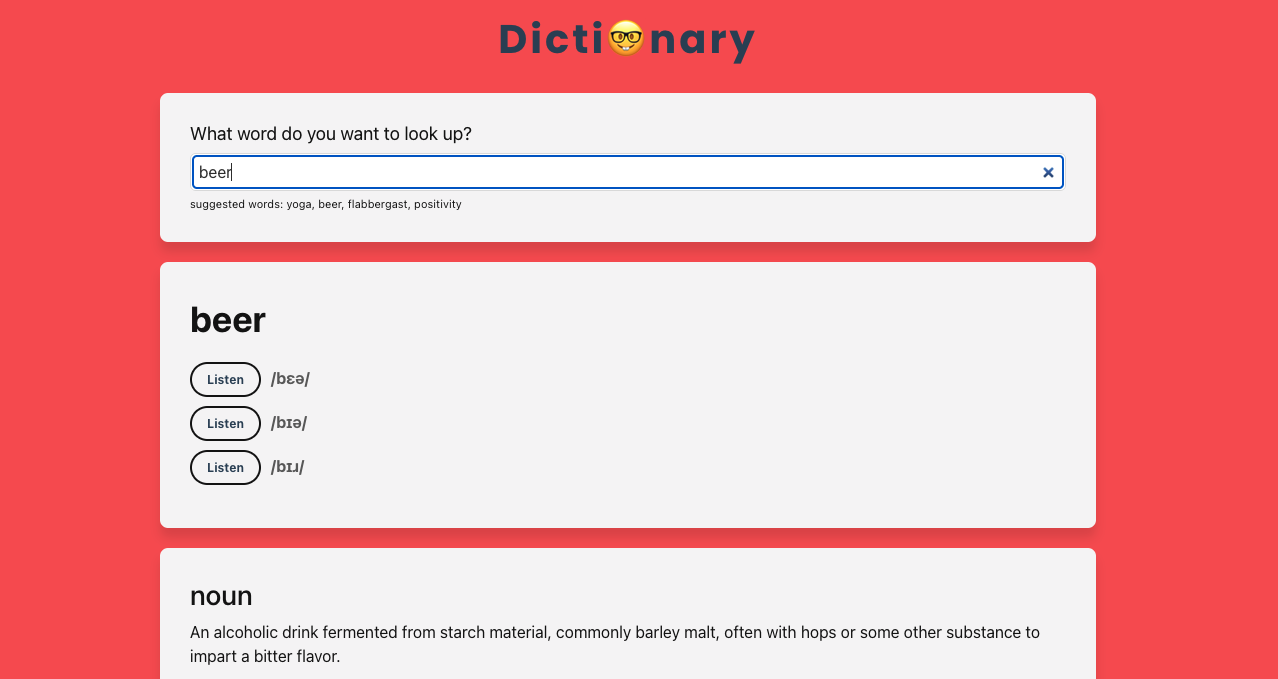 Dicti🤓nary
What word do you want to look up?
beer
suggested words: yoga, beer, flabbergast, positivity
beer
Listen /bɛə/
Listen /bɪə/
Listen /bɪɹ/
noun
An alcoholic drink fermented from starch material, commonly barley malt, often with hops or some other substance to
impart a bitter flavor.